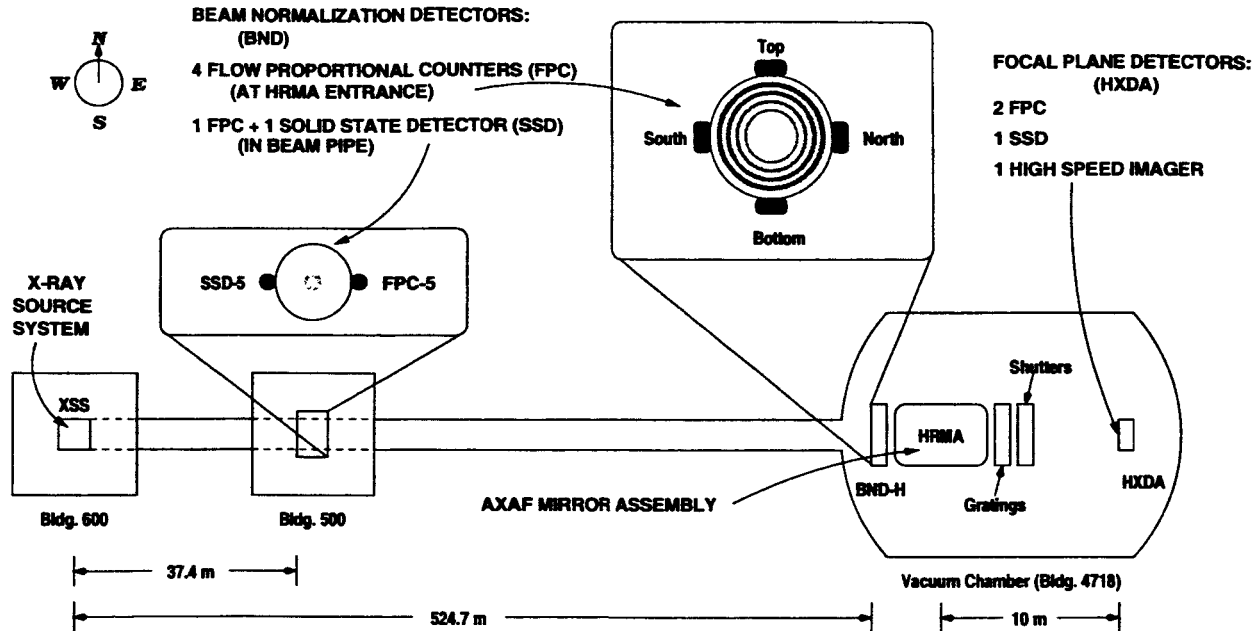 BEAM NORMALIZATION DETECTORS:
(BND)
4 FLOW PROPORTIONAL COUNTERS (FPC)
(AT HRMA ENTRANCE)
1 FPC + 1 SOLID STATE DETECTOR (SSD)
(IN BEAM PIPE)
N
W
E
S
Top
South
North
Bottom
FOCAL PLANE DETECTORS:
(HXDA)
2 FPC
1 SSD
1 HIGH SPEED IMAGER
SSD-5
FPC-5
X-RAY
SOURCE
SYSTEM
XSS
Shutters
HRMA
BND-H
Gratings
HXDA
AXAF MIRROR ASSEMBLY
Bldg. 600
Bldg. 500
37.4 m
Vacuum Chamber (Bldg. 4718)
524.7 m
10 m